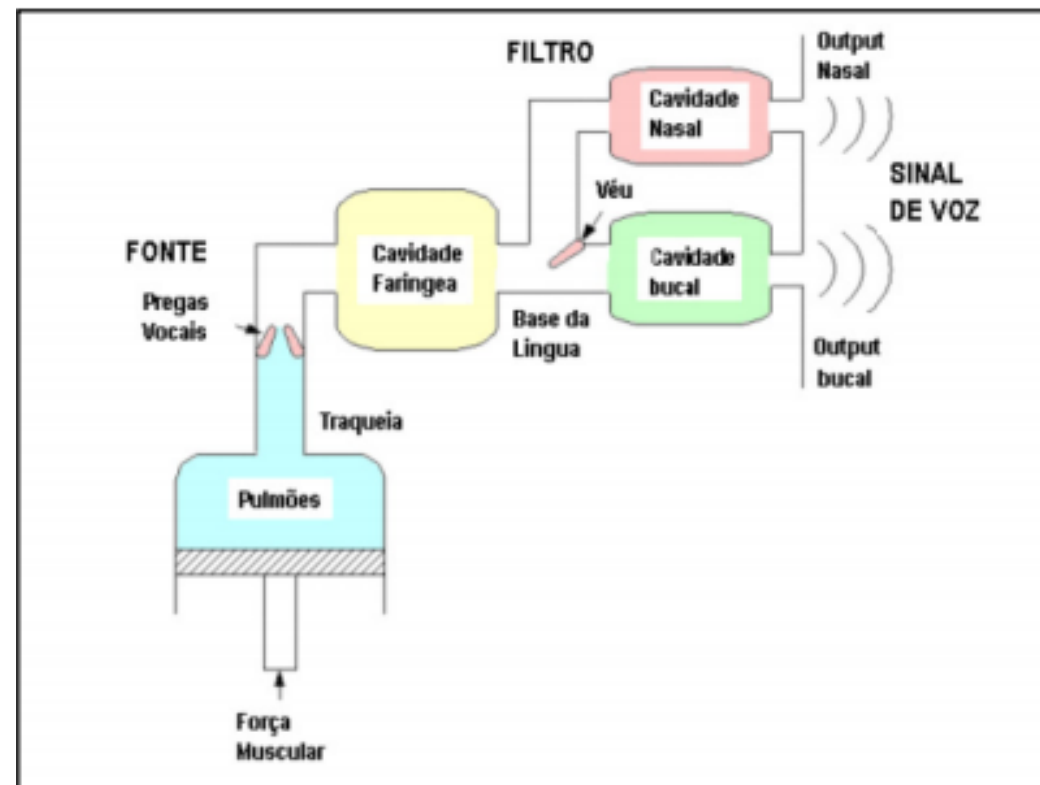 FILTRO
Output
Nasal
Cavidade
Nasal
SINAL
DE VOZ
Véu
FONTE
Cavidade
Faringea
Cavidade
bucal
Pregas
Vocais
Base da
Lingua
Output
bucal
Traqueia
Pulmões
Força
Muscular